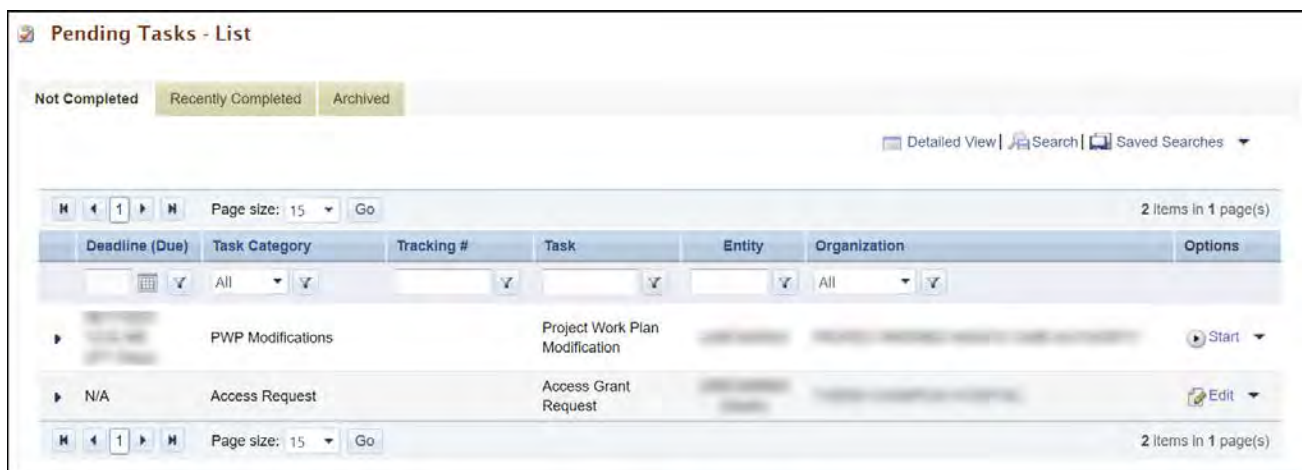 Pending Tasks - List
Not Completed Recently Completed Archived
Detailed View | Search | Saved Searches
1 Page size: 15 Go 2 items in 1 page(s)
Deadline (Due) Task Category Tracking # Task Entity Organization Options
All All
PWP Modifications Project Work Plan Start
Modification
N/A Access Request Access Grant Edit
Request
1 Page size: 15 Go 2 items in 1 page(s)